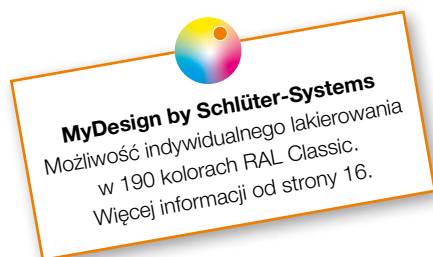 MyDesign by Schlüter-Systems
Możliwość indywidualnego lakierowania
w 190 kolorach RAL Classic.
Więcej informacji od strony 16.